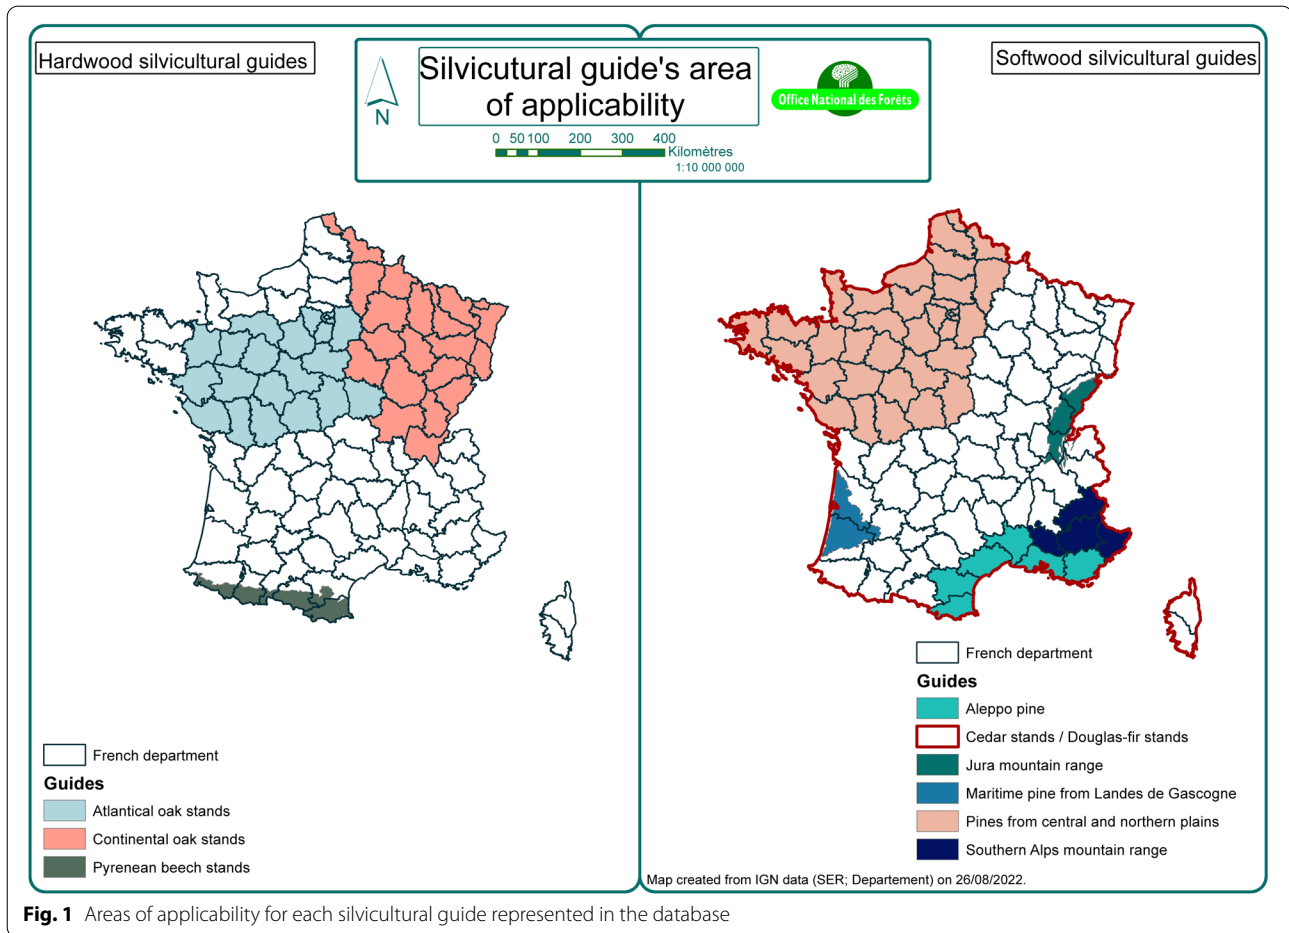 Hardwood silvicultural guides
Silvicutural guide's area
of applicability
N
Office National des Forêts
0 50 100 200 300 400
Kilomètres
1:10 000 000
Softwood silvicultural guides
French department
Guides
Atlantical oak stands
Continental oak stands
Pyrenean beech stands
French department
Guides
Aleppo pine
Cedar stands / Douglas-fir stands
Jura mountain range
Maritime pine from Landes de Gascogne
Pines from central and northern plains
Southern Alps mountain range
Map created from IGN data (SER; Departement) on 26/08/2022.
Fig. 1 Areas of applicability for each silvicultural guide represented in the database